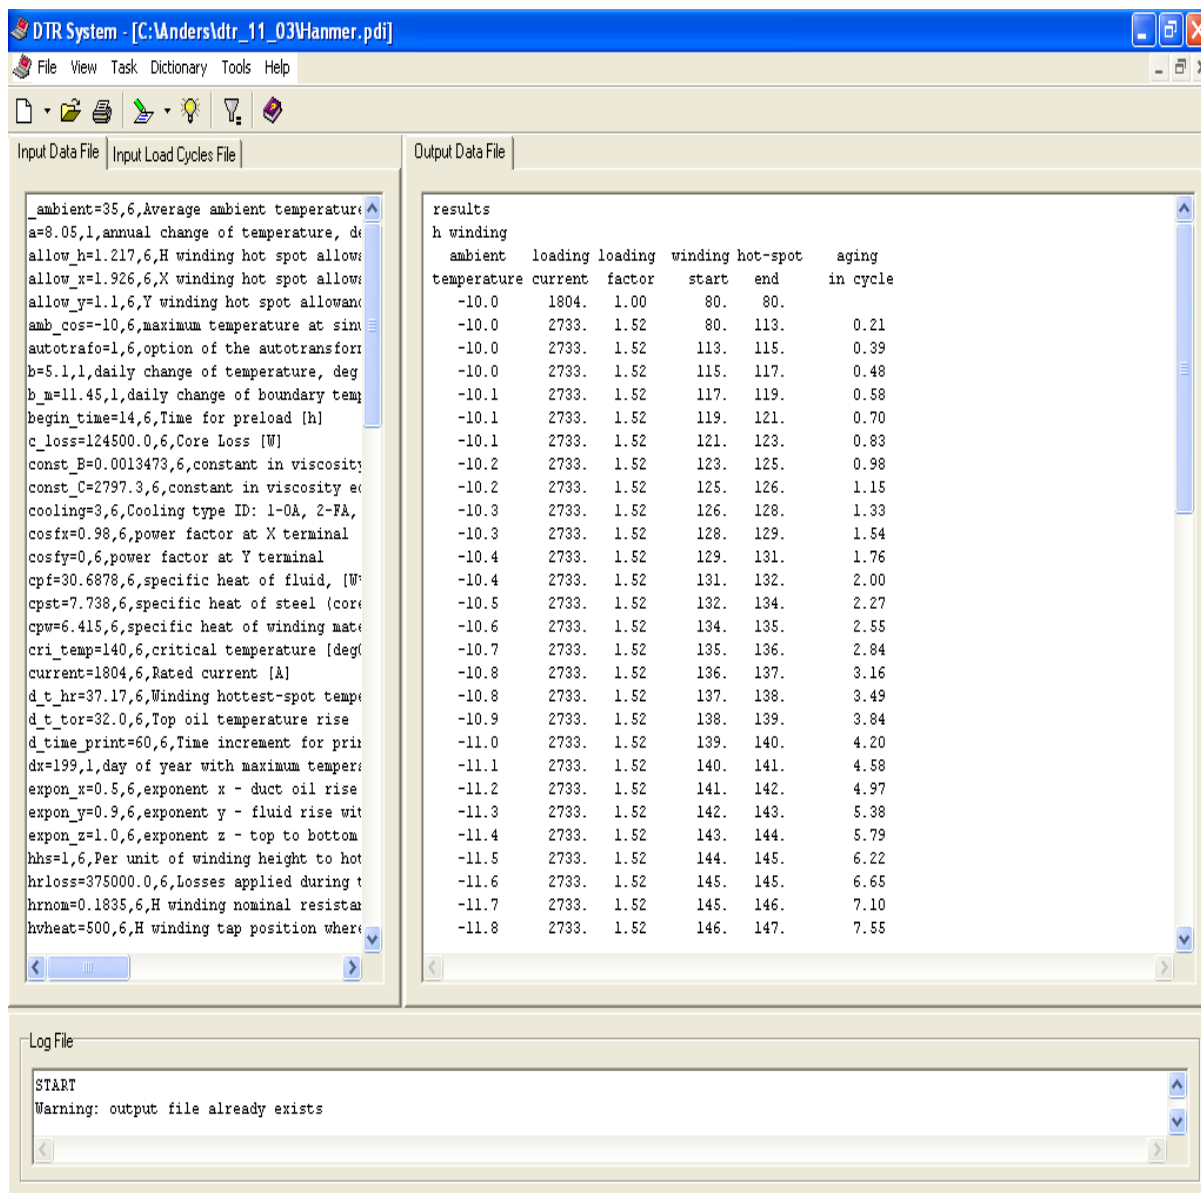 DTR System - [C:\Anders\dtr_11_03\Hanmer.pdi]
File View Task Dictionary Tools Help
Input Data File
Input Load Cycles File
Output Data File
_ambient=35,6,Average ambient temperature
a=8.05,1,annual change of temperature, de
allow_h=1.217,6,H winding hot spot allowa
allow_x=1.926,6,X winding hot spot allowa
allow_y=1.1,6,Y winding hot spot allowanc
amb_cos=-10,6,maximum temperature at sinu
autotrafo=1,6,option of the autotransform
b=5.1,1,daily change of temperature, deg
b_m=11.45,1,daily change of boundary temp
begin_time=14,6,Time for preload [h]
c_loss=124500.0,6,Core Loss [W]
const_B=0.0013473,6,constant in viscosity
const_C=2797.3,6,constant in viscosity eq
cooling=3,6,Cooling type ID: 1-OA, 2-FA,
cosfx=0.98,6,power factor at X terminal
cosfy=0,6,power factor at Y terminal
cpf=30.6878,6,specific heat of fluid, [W*
cpst=7.738,6,specific heat of steel (core
cpw=6.415,6,specific heat of winding mate
cri_temp=140,6,critical temperature [degC
current=1804,6,Rated current [A]
d_t_hr=37.17,6,Winding hottest-spot tempe
d_t_tor=32.0,6,Top oil temperature rise
d_time_print=60,6,Time increment for prin
dx=199,1,day of year with maximum tempera
expon_x=0.5,6,exponent x - duct oil rise
expon_y=0.9,6,exponent y - fluid rise wit
expon_z=1.0,6,exponent z - top to bottom
hhs=1,6,Per unit of winding height to hot
hrloss=375000.0,6,Losses applied during t
hrnom=0.1835,6,H winding nominal resistan
hvheat=500,6,H winding tap position where
results
h winding
ambient loading loading winding hot-spot aging
temperature current factor start end in cycle
-10.0 1804. 1.00 80. 80.
-10.0 2733. 1.52 80. 113. 0.21
-10.0 2733. 1.52 113. 115. 0.39
-10.0 2733. 1.52 115. 117. 0.48
-10.1 2733. 1.52 117. 119. 0.58
-10.1 2733. 1.52 119. 121. 0.70
-10.1 2733. 1.52 121. 123. 0.83
-10.2 2733. 1.52 123. 125. 0.98
-10.2 2733. 1.52 125. 126. 1.15
-10.3 2733. 1.52 126. 128. 1.33
-10.3 2733. 1.52 128. 129. 1.54
-10.4 2733. 1.52 129. 131. 1.76
-10.4 2733. 1.52 131. 132. 2.00
-10.5 2733. 1.52 132. 134. 2.27
-10.6 2733. 1.52 134. 135. 2.55
-10.7 2733. 1.52 135. 136. 2.84
-10.8 2733. 1.52 136. 137. 3.16
-10.8 2733. 1.52 137. 138. 3.49
-10.9 2733. 1.52 138. 139. 3.84
-11.0 2733. 1.52 139. 140. 4.20
-11.1 2733. 1.52 140. 141. 4.58
-11.2 2733. 1.52 141. 142. 4.97
-11.3 2733. 1.52 142. 143. 5.38
-11.4 2733. 1.52 143. 144. 5.79
-11.5 2733. 1.52 144. 145. 6.22
-11.6 2733. 1.52 145. 145. 6.65
-11.7 2733. 1.52 145. 146. 7.10
-11.8 2733. 1.52 146. 147. 7.55
Log File
START
Warning: output file already exists